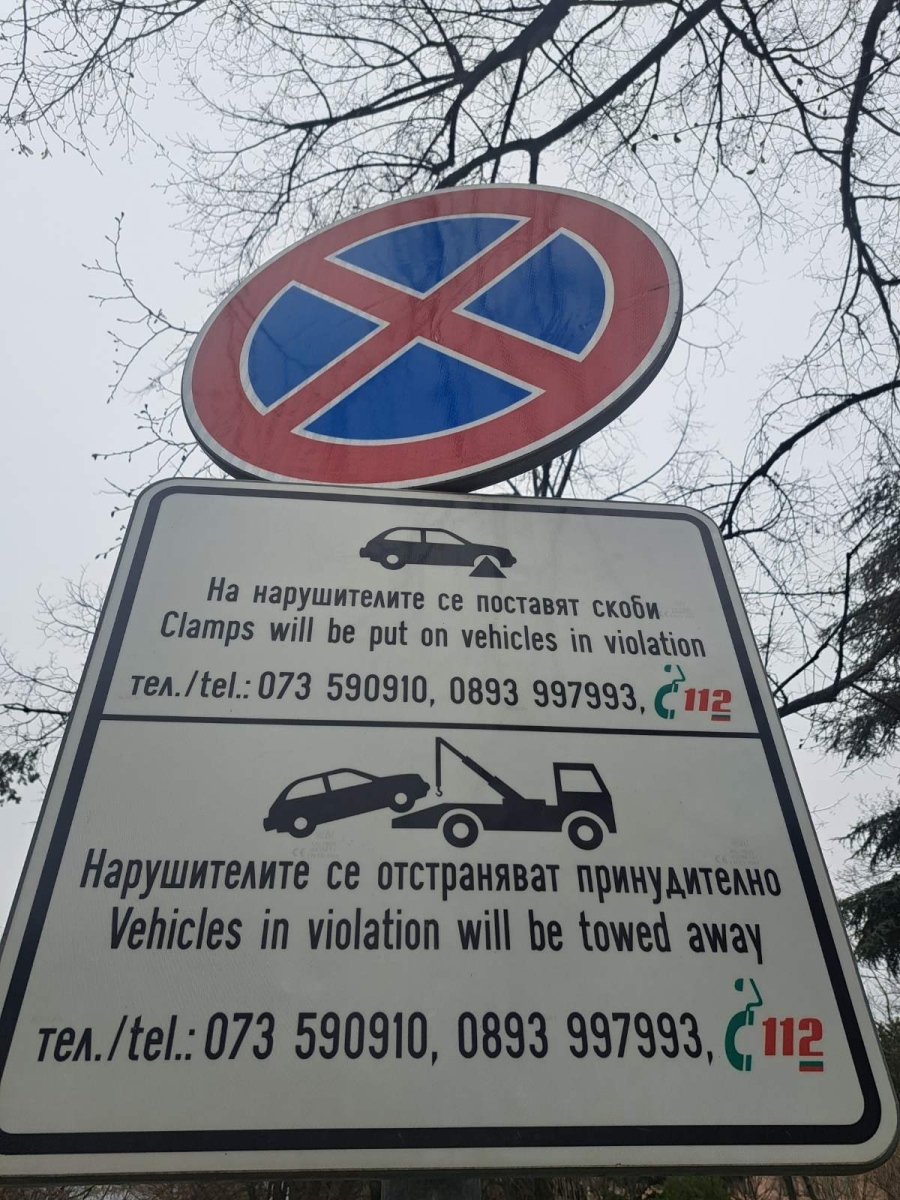 На нарушителите се поставят скоби
Clamps will be put on vehicles in violation
тел./tel.: 073 590910, 0893 997993, 112
Нарушителите се отстраняват принудително
Vehicles in violation will be towed away
тел./tel.: 073 590910, 0893 997993, 112